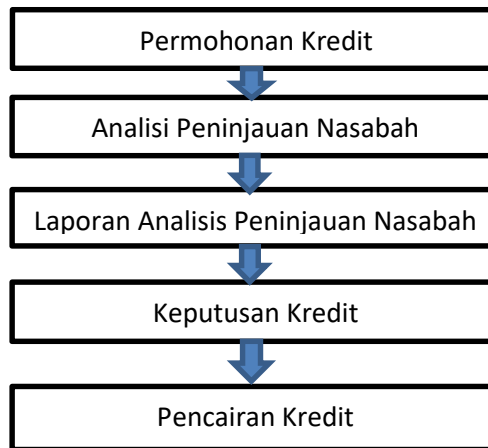 Permohonan Kredit
Analisi Peninjauan Nasabah
Laporan Analisis Peninjauan Nasabah
Keputusan Kredit
Pencairan Kredit